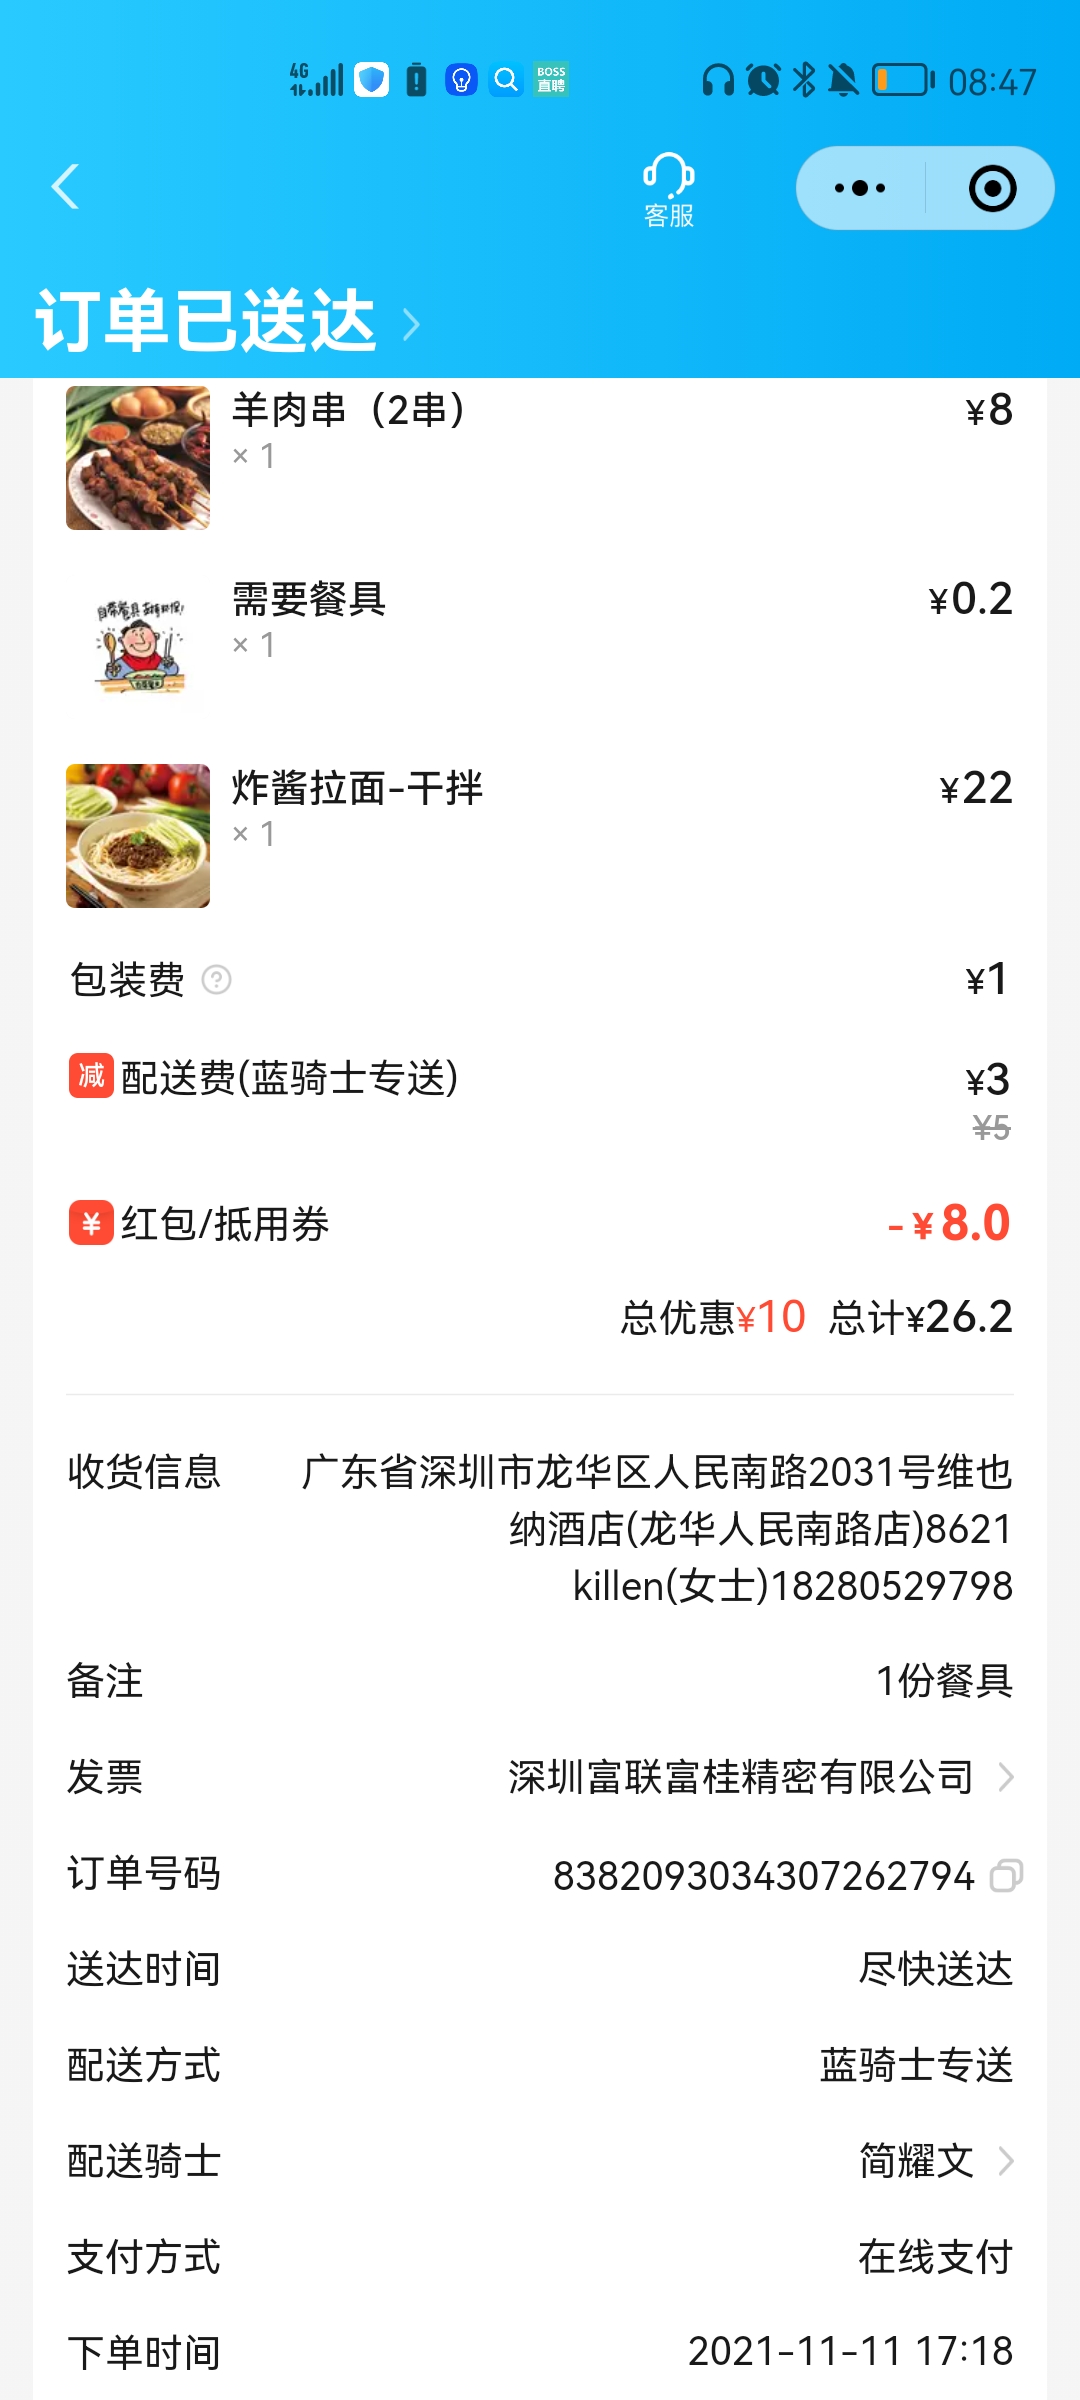 4G
BOSS
直聘
08:47
客服
订单已送达
羊肉串（2串）
¥8
× 1
自带餐具 支持环保!
需要餐具
¥0.2
× 1
炸酱拉面-干拌
¥22
× 1
包装费 ?
¥1
减 配送费(蓝骑士专送)
¥3
¥5
¥ 红包/抵用券
-¥8.0
总优惠¥10 总计¥26.2
收货信息
广东省深圳市龙华区人民南路2031号维也
纳酒店(龙华人民南路店)8621
killen(女士)18280529798
备注
1份餐具
发票
深圳富联富桂精密有限公司
订单号码
8382093034307262794
送达时间
尽快送达
配送方式
蓝骑士专送
配送骑士
简耀文
支付方式
在线支付
下单时间
2021-11-11 17:18